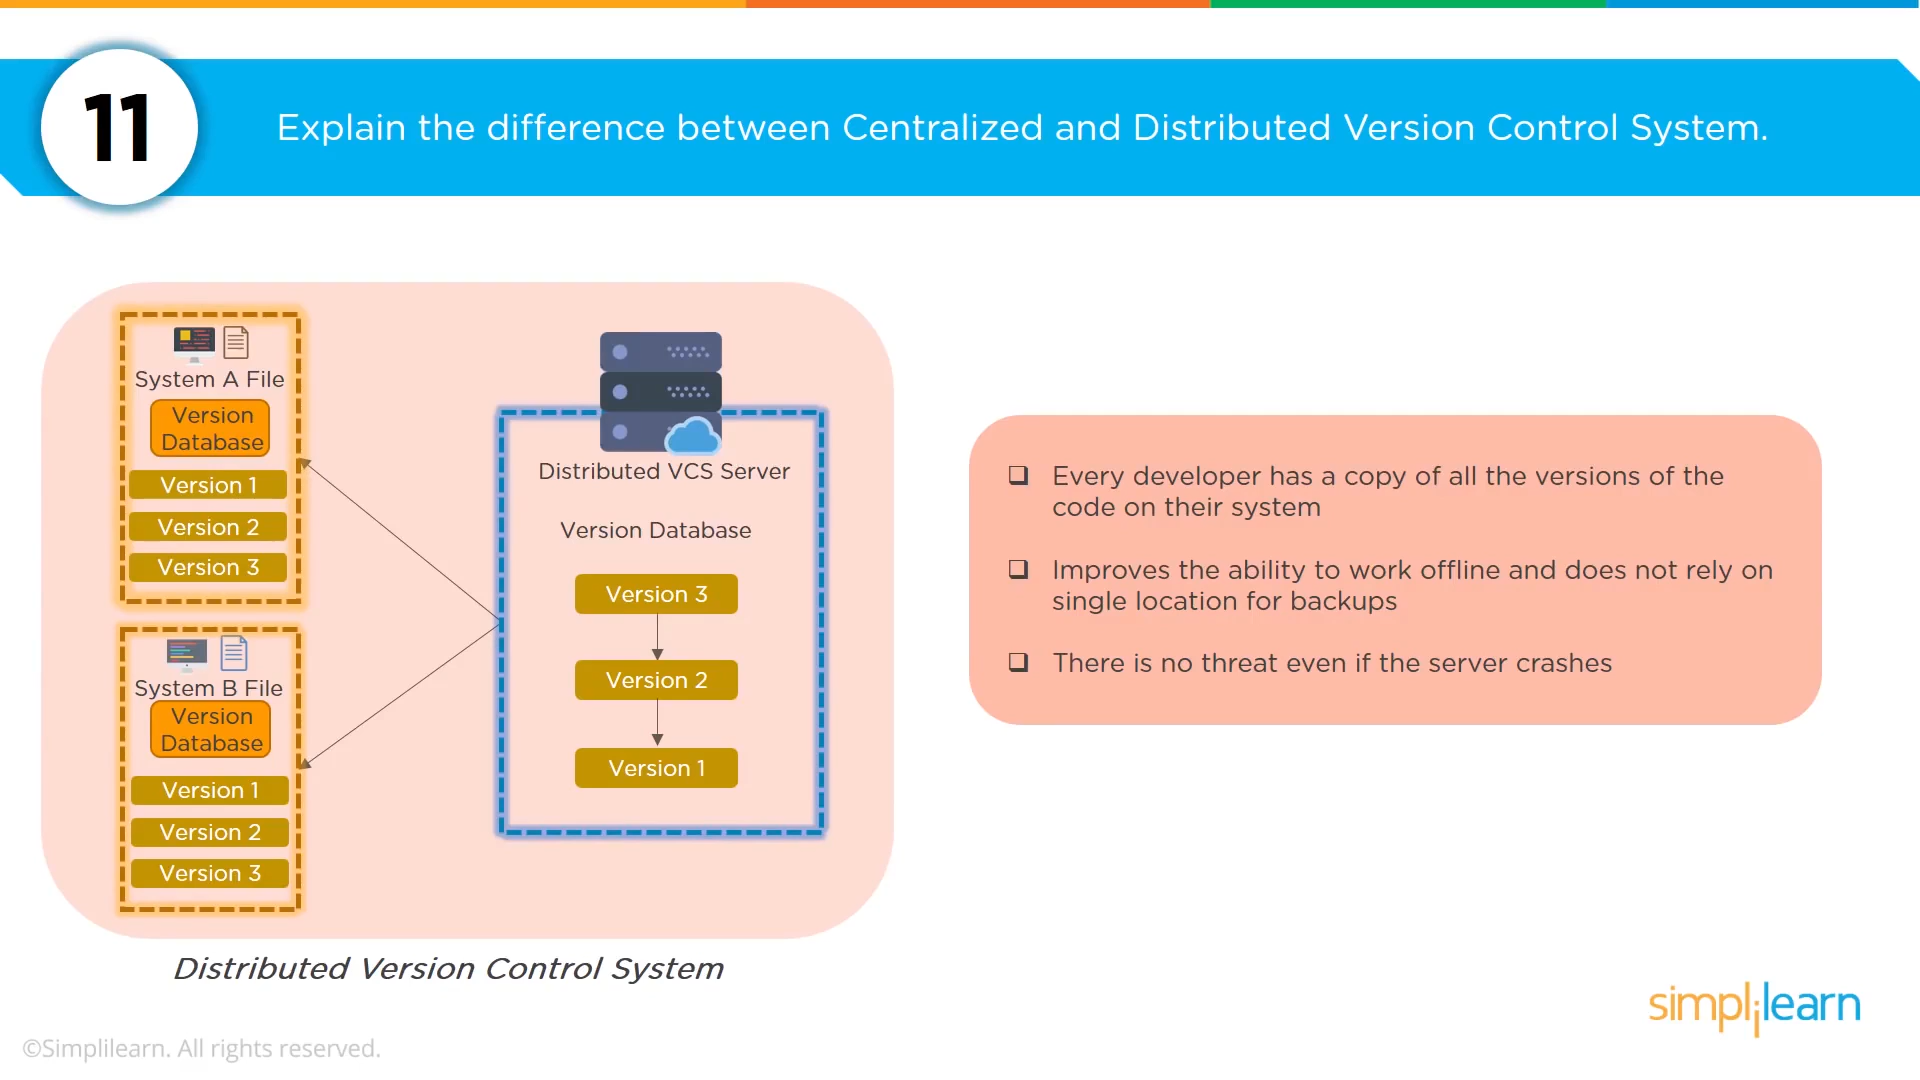 11
Explain the difference between Centralized and Distributed Version Control System.
System A File
Version
Database
Version 1
Version 2
Version 3
System B File
Version
Database
Version 1
Version 2
Version 3
Distributed VCS Server
Version Database
Version 3
Version 2
Version 1
Distributed Version Control System
❑ Every developer has a copy of all the versions of the
code on their system
❑ Improves the ability to work offline and does not rely on
single location for backups
❑ There is no threat even if the server crashes
simplilearn
©Simplilearn. All rights reserved.